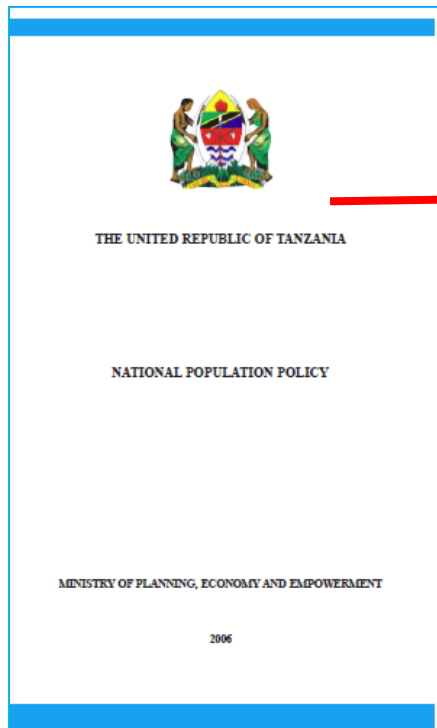 THE UNITED REPUBLIC OF TANZANIA
NATIONAL POPULATION POLICY
MINISTRY OF PLANNING, ECONOMY AND EMPOWERMENT
2006